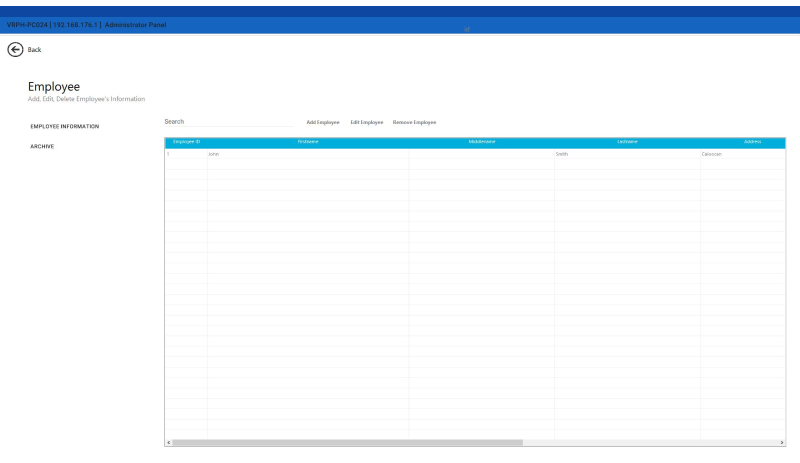 VRPH-PC024 | 192.168.176.1 | Administrator Panel
Back
Employee
Add, Edit, Delete Employee's Information
EMPLOYEE INFORMATION
ARCHIVE
Search
Add Employee Edit Employee Remove Employee
Employee ID Firstname Middlename Lastname Address
1 John Smith Caloocan